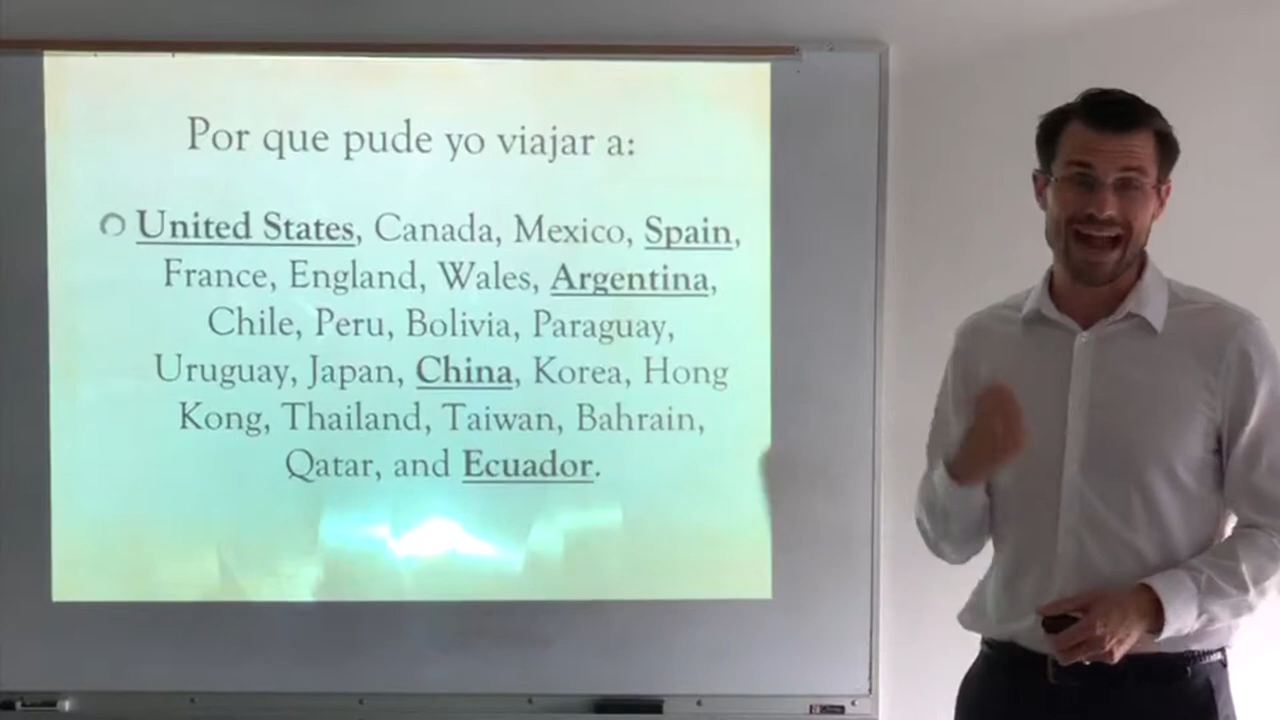 Por que pude yo viajar a:
United States, Canada, Mexico, Spain,
France, England, Wales, Argentina,
Chile, Peru, Bolivia, Paraguay,
Uruguay, Japan, China, Korea, Hong
Kong, Thailand, Taiwan, Bahrain,
Qatar, and Ecuador.